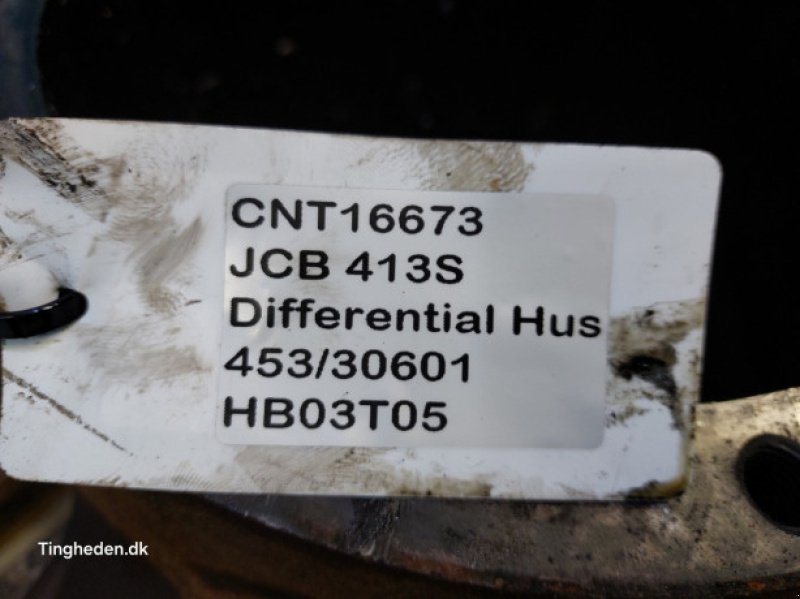 CNT16673
JCB 413S
Differential Hus
453/30601
HB03T05
Tingheden.dk